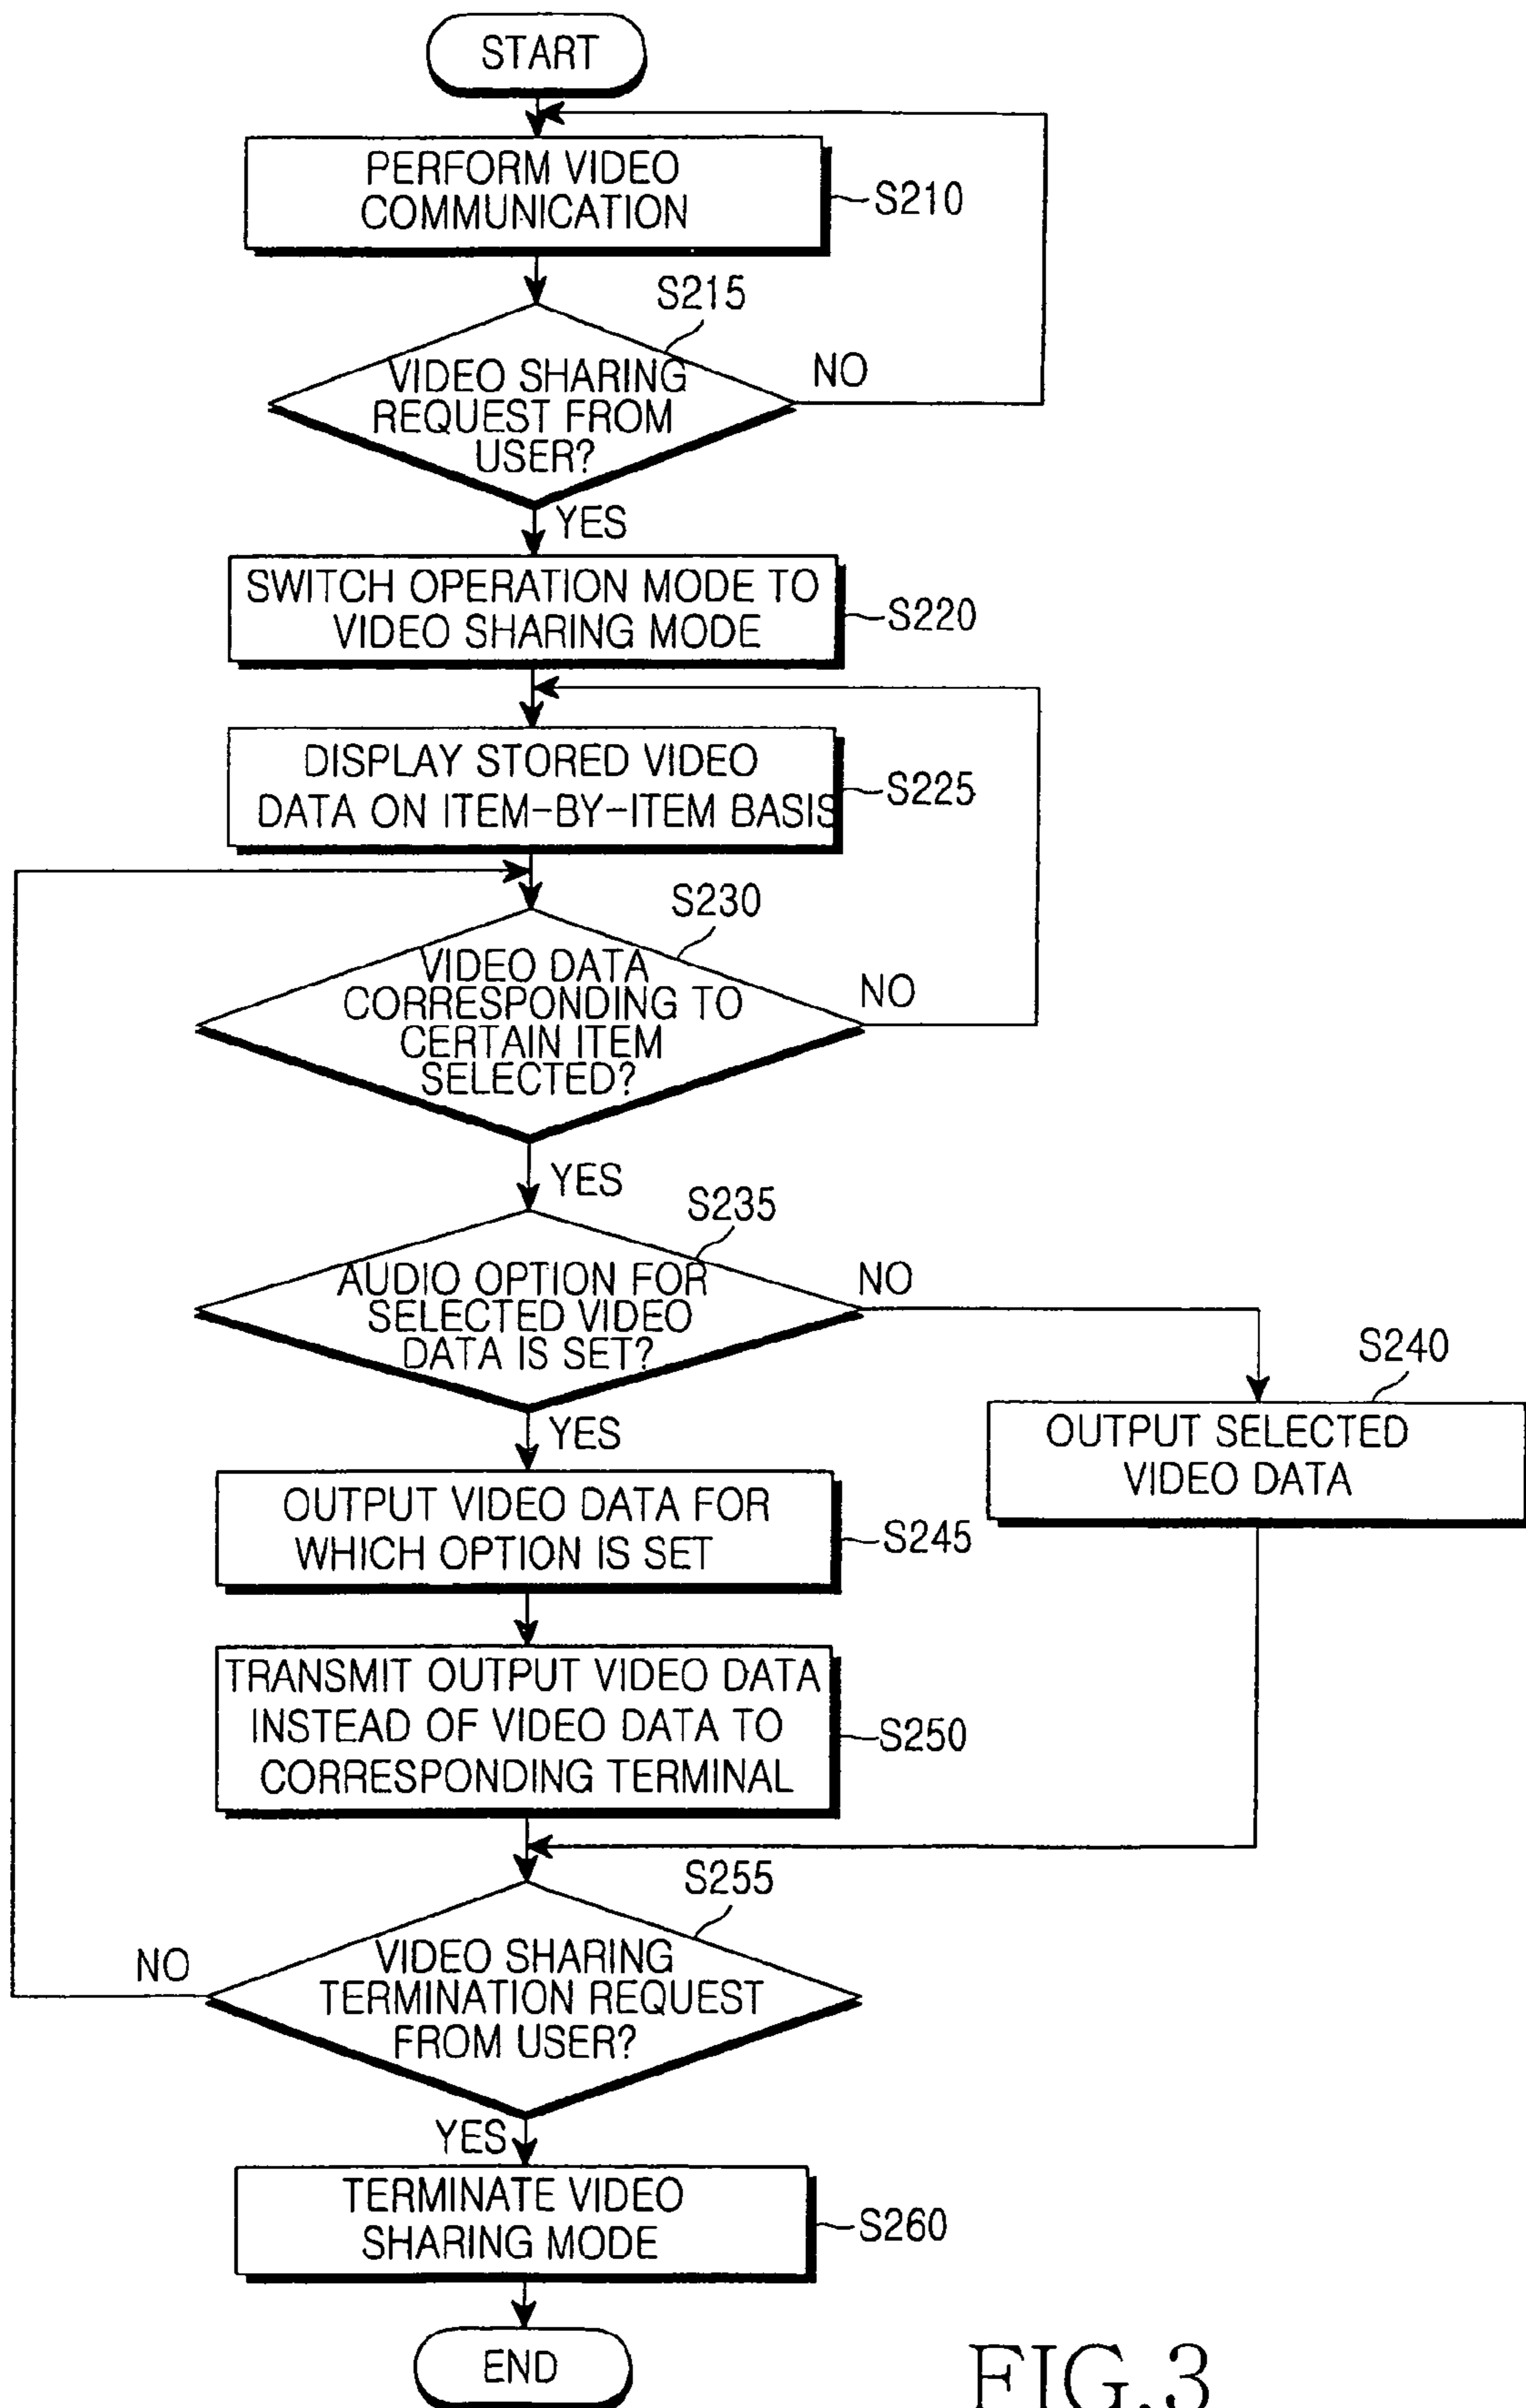 START
PERFORM VIDEO
COMMUNICATION
S210
S215
VIDEO SHARING
REQUEST FROM
USER?
NO
YES
SWITCH OPERATION MODE TO
VIDEO SHARING MODE
S220
DISPLAY STORED VIDEO
DATA ON ITEM-BY-ITEM BASIS
S225
S230
VIDEO DATA
CORRESPONDING TO
CERTAIN ITEM
SELECTED?
NO
YES
S235
AUDIO OPTION FOR
SELECTED VIDEO
DATA IS SET?
NO
S240
OUTPUT SELECTED
VIDEO DATA
YES
OUTPUT VIDEO DATA FOR
WHICH OPTION IS SET
S245
TRANSMIT OUTPUT VIDEO DATA
INSTEAD OF VIDEO DATA TO
CORRESPONDING TERMINAL
S250
S255
VIDEO SHARING
TERMINATION REQUEST
FROM USER?
NO
YES
TERMINATE VIDEO
SHARING MODE
S260
END
FIG.3